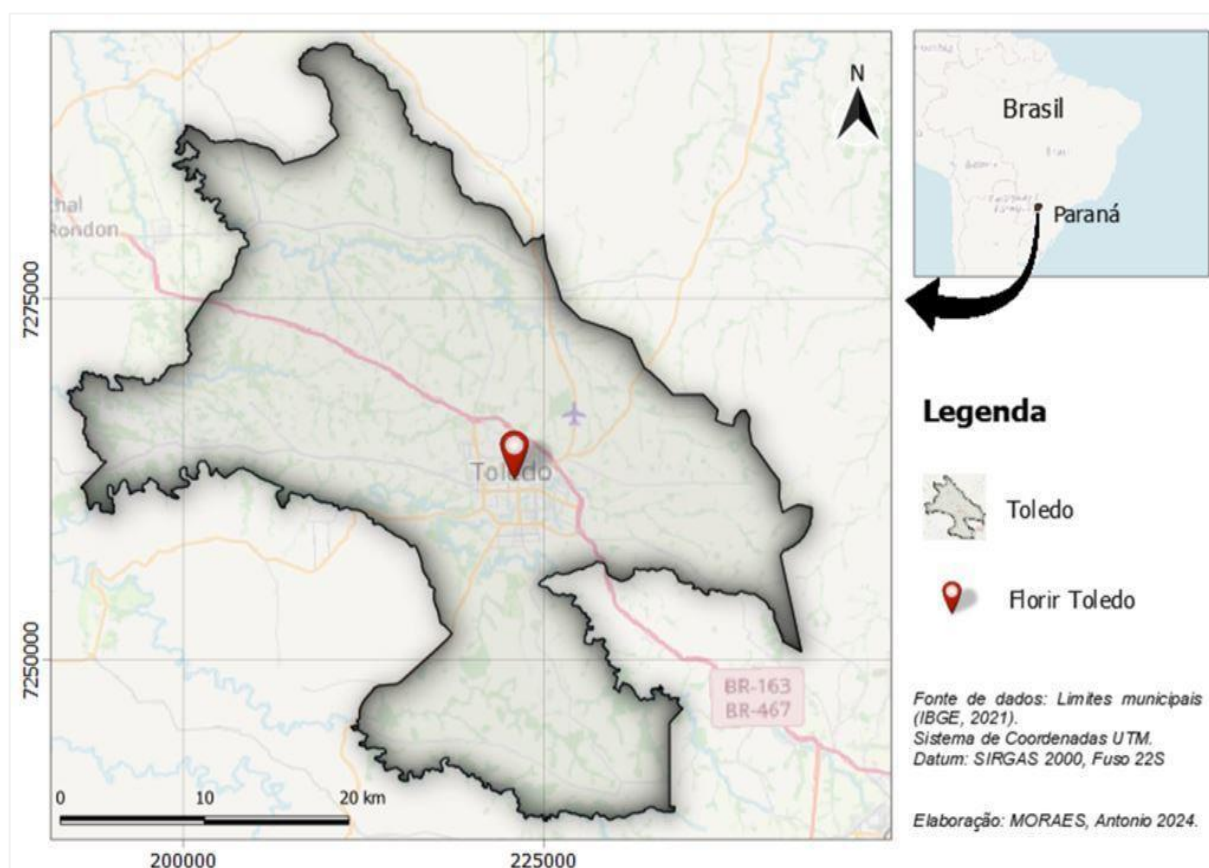 N
Brasil
Paraná
7275000
7250000
thal
Rondon
Toledo
BR-163
BR-467
0 10 20 km
200000 225000
Legenda
Toledo
Florir Toledo
Fonte de dados: Limites municipais
(IBGE, 2021).
Sistema de Coordenadas UTM.
Datum: SIRGAS 2000, Fuso 22S
Elaboração: MORAES, Antonio 2024.